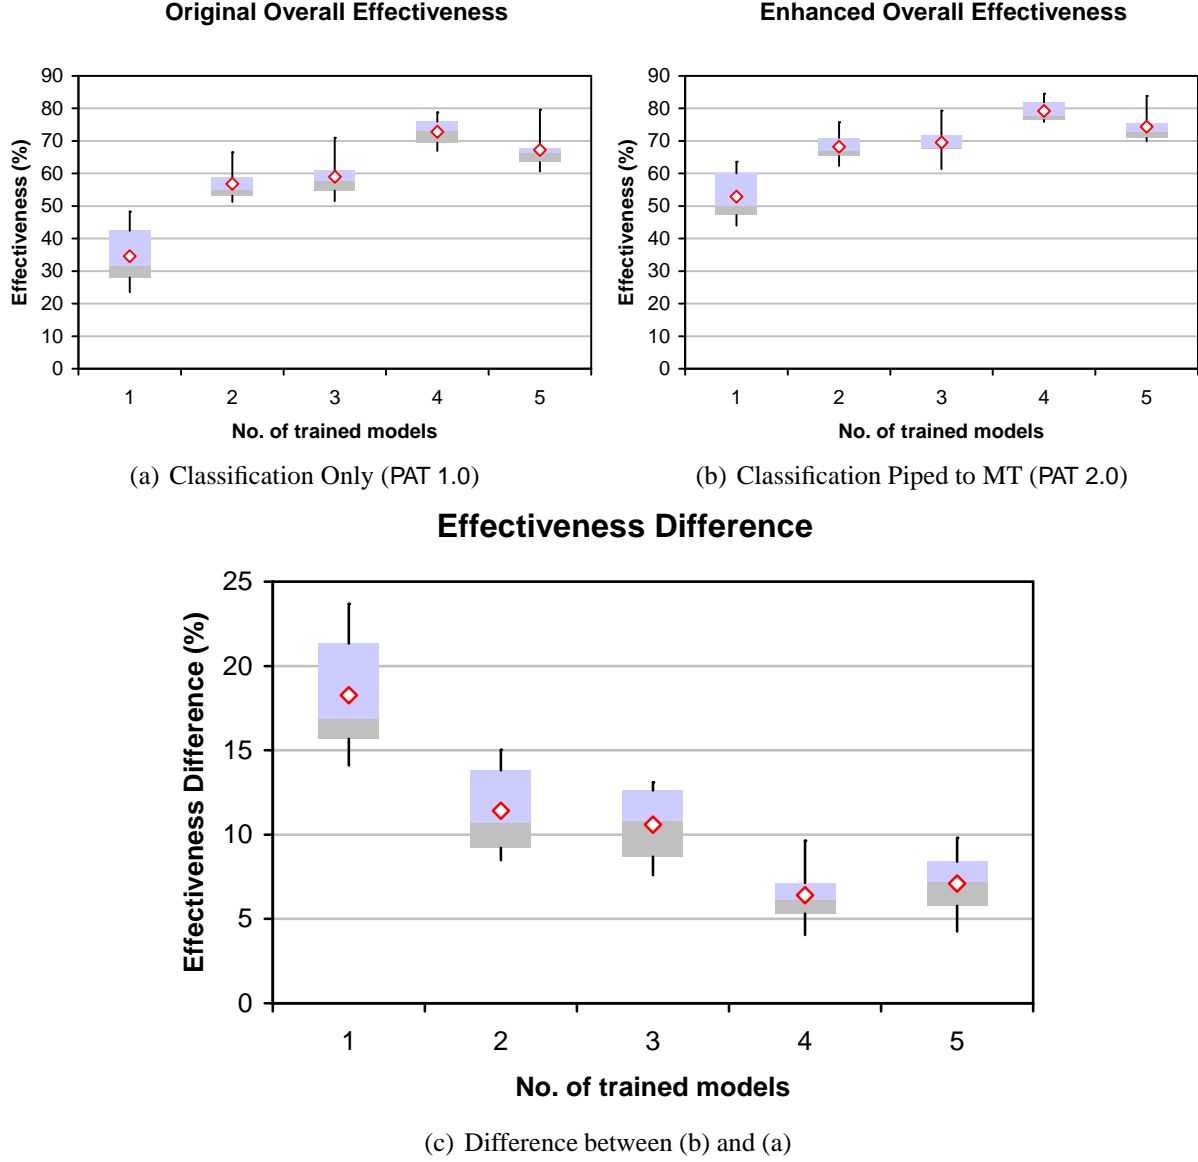 Original Overall Effectiveness
90
80
70
60
50
40
30
20
10
0
Effectiveness (%)
1 2 3 4 5
No. of trained models
(a) Classification Only (PAT 1.0)
Enhanced Overall Effectiveness
90
80
70
60
50
40
30
20
10
0
Effectiveness (%)
1 2 3 4 5
No. of trained models
(b) Classification Piped to MT (PAT 2.0)
Effectiveness Difference
25
20
15
10
5
0
Effectiveness Difference (%)
1 2 3 4 5
No. of trained models
(c) Difference between (b) and (a)